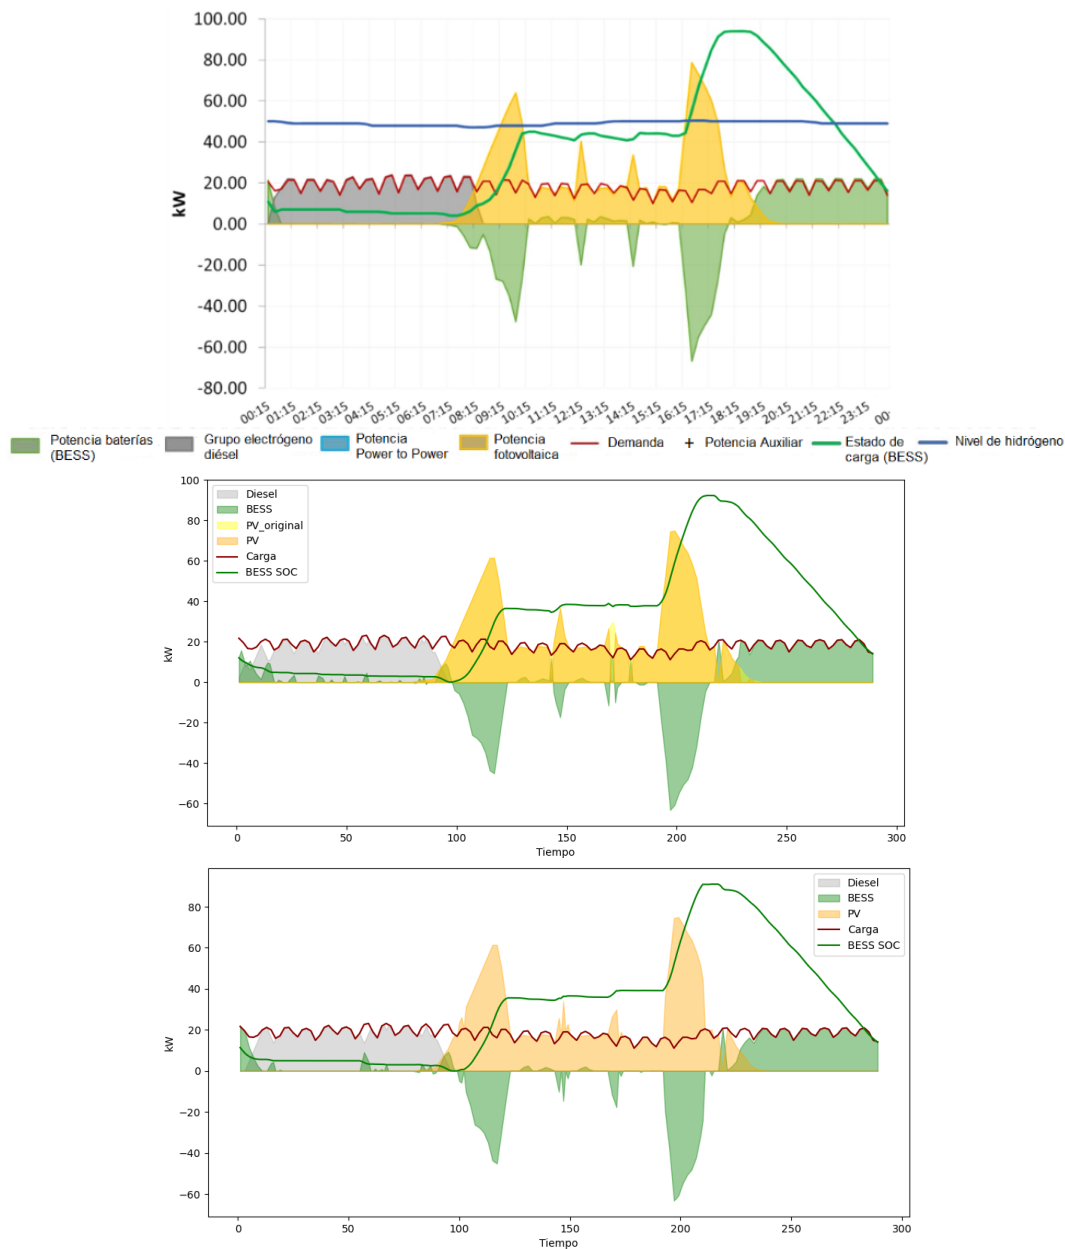 100.00
80.00
60.00
40.00
20.00
0.00
-20.00
-40.00
-60.00
-80.00
kW
00:15 01:15 02:15 03:15 04:15 05:15 06:15 07:15 08:15 09:15 10:15 11:15 12:15 13:15 14:15 15:15 16:15 17:15 18:15 19:15 20:15 21:15 22:15 23:15 00:
Potencia baterías (BESS)
Grupo electrógeno diésel
Potencia Power to Power
Potencia fotovoltaica
Demanda
+ Potencia Auxiliar
Estado de carga (BESS)
Nivel de hidrógeno
100
80
60
40
20
0
−20
−40
−60
kW
Diesel
BESS
PV_original
PV
Carga
BESS SOC
0 50 100 150 200 250 300
Tiempo
80
60
40
20
0
−20
−40
−60
kW
Diesel
BESS
PV
Carga
BESS SOC
0 50 100 150 200 250 300
Tiempo